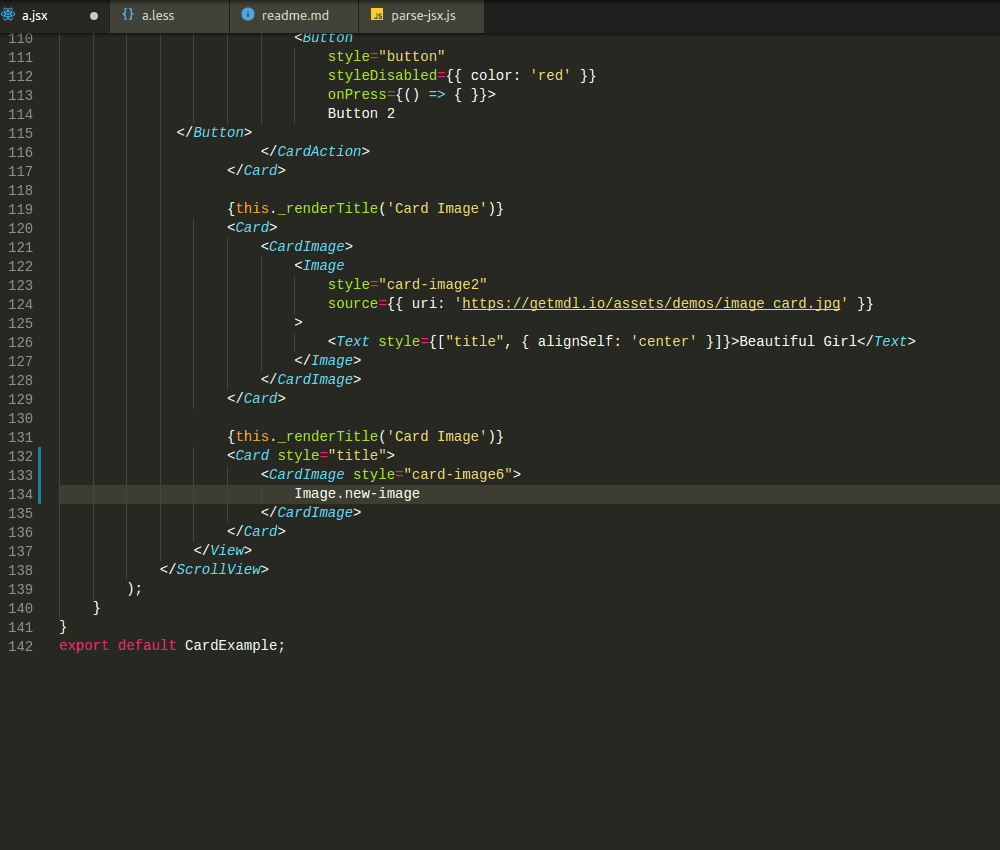 a.jsx {} a.less readme.md parse-jsx.js
110 <Button
111 style="button"
112 styleDisabled={{ color: 'red' }}
113 onPress={() => { }}>
114 Button 2
115 </Button>
116 </CardAction>
117 </Card>
118
119 {this._renderTitle('Card Image')}
120 <Card>
121 <CardImage>
122 <Image
123 style="card-image2"
124 source={{ uri: 'https://getmdl.io/assets/demos/image_card.jpg' }}
125 >
126 <Text style={["title", { alignSelf: 'center' }]}>Beautiful Girl</Text>
127 </Image>
128 </CardImage>
129 </Card>
130
131 {this._renderTitle('Card Image')}
132 <Card style="title">
133 <CardImage style="card-image6">
134 Image.new-image
135 </CardImage>
136 </Card>
137 </View>
138 </ScrollView>
139 );
140 }
141 }
142 export default CardExample;